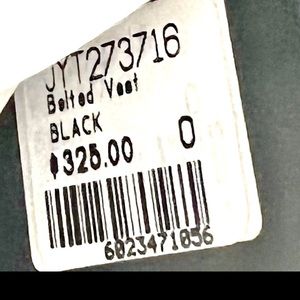 JYT273716
Belted Vest
BLACK
$325.00 0
6023471056